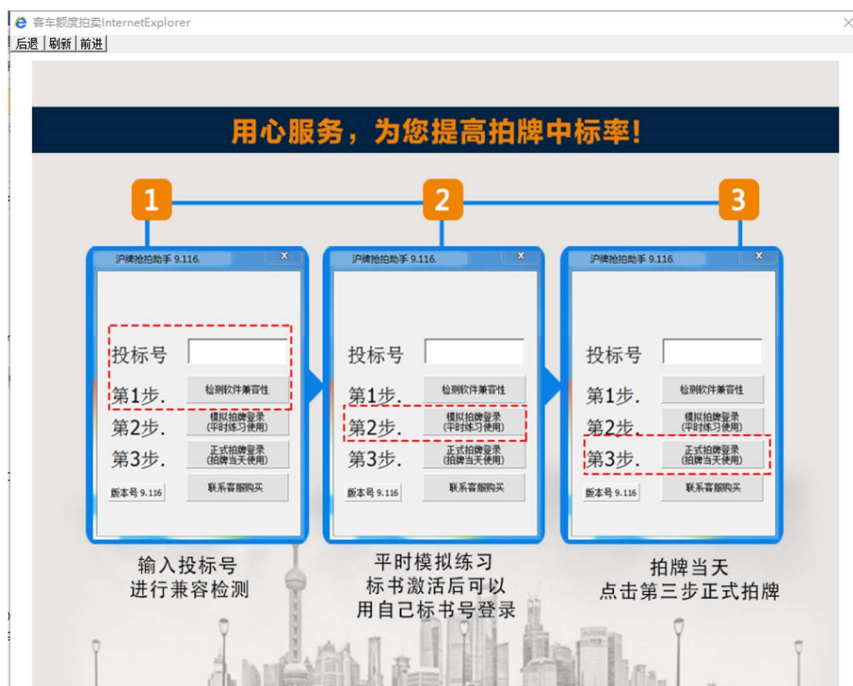 客车额度拍卖InternetExplorer
后退 刷新 前进
用心服务，为您提高拍牌中标率！
1
2
3
沪牌抢拍助手 9.116.
投标号
第1步. 检测软件兼容性
第2步. 模拟拍牌登录
(平时练习使用)
第3步. 正式拍牌登录
(拍牌当天使用)
版本号 9.116 联系客服购买
输入投标号
进行兼容检测
沪牌抢拍助手 9.116.
投标号
第1步. 检测软件兼容性
第2步. 模拟拍牌登录
(平时练习使用)
第3步. 正式拍牌登录
(拍牌当天使用)
版本号 9.116 联系客服购买
平时模拟练习
标书激活后可以
用自己标书号登录
沪牌抢拍助手 9.116.
投标号
第1步. 检测软件兼容性
第2步. 模拟拍牌登录
(平时练习使用)
第3步. 正式拍牌登录
(拍牌当天使用)
版本号 9.116 联系客服购买
拍牌当天
点击第三步正式拍牌